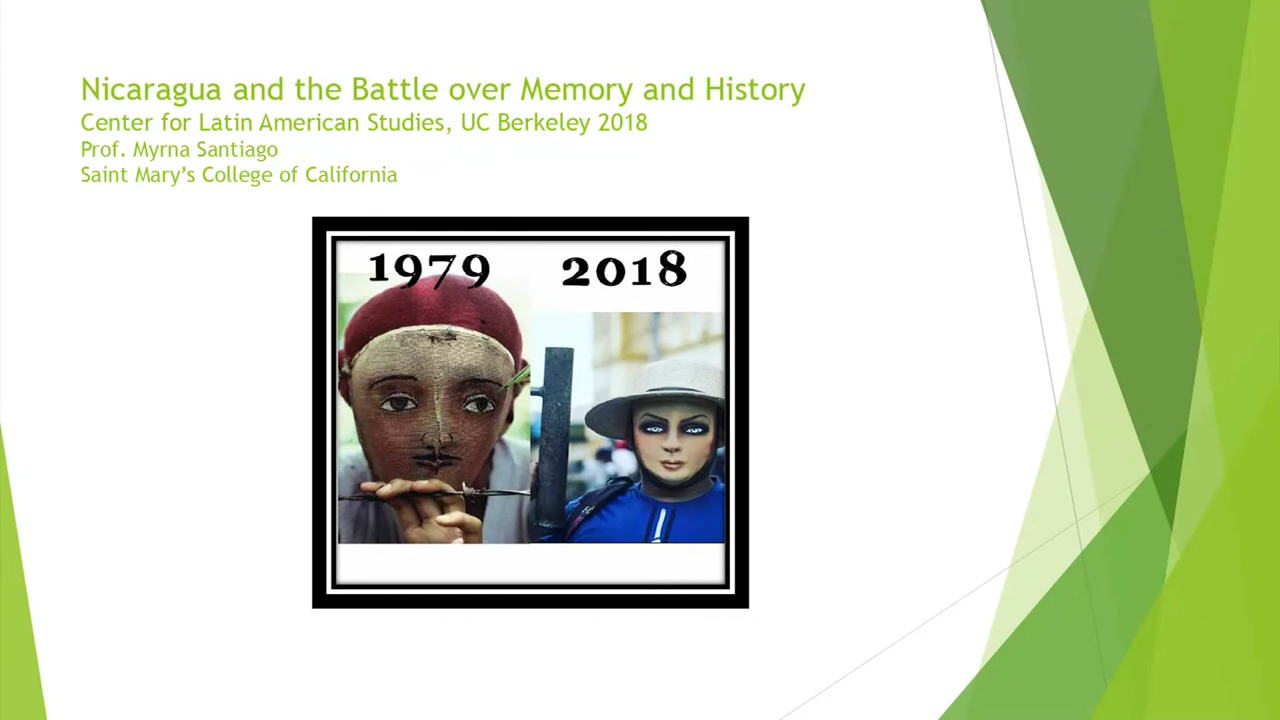 Nicaragua and the Battle over Memory and History
Center for Latin American Studies, UC Berkeley 2018
Prof. Myrna Santiago
Saint Mary's College of California
1979 2018